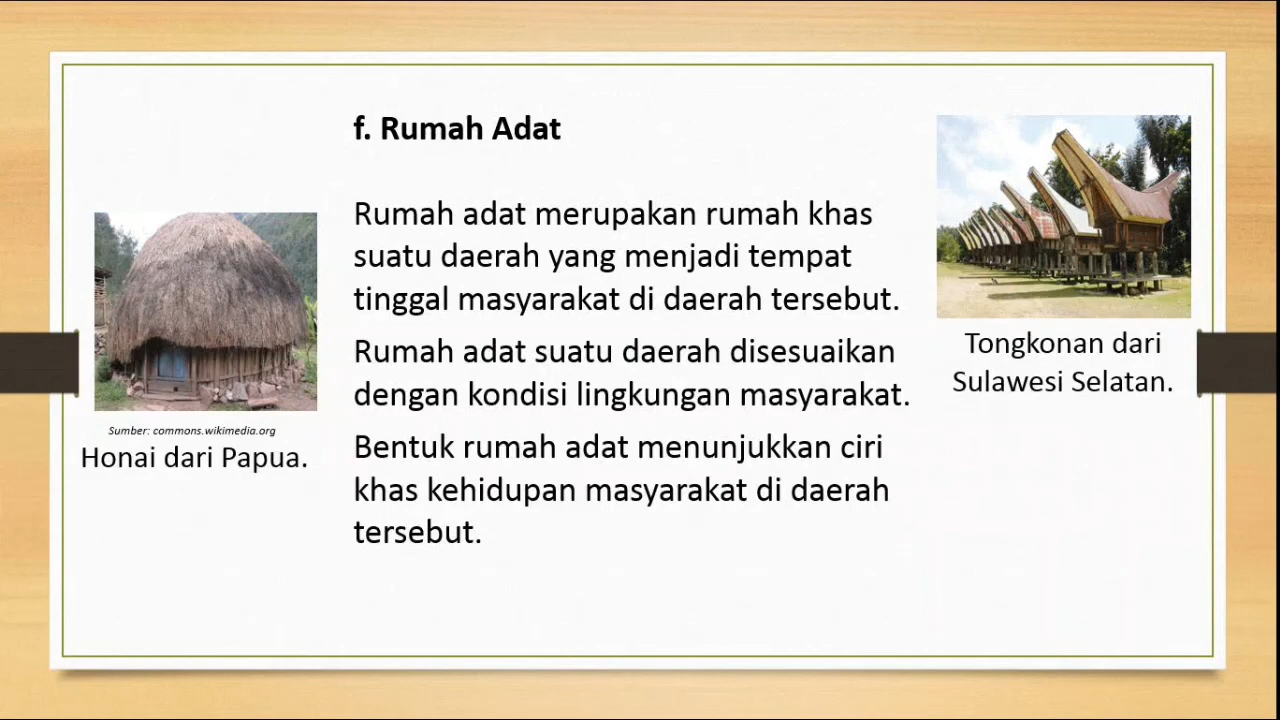 f. Rumah Adat
Rumah adat merupakan rumah khas
suatu daerah yang menjadi tempat
tinggal masyarakat di daerah tersebut.
Rumah adat suatu daerah disesuaikan
dengan kondisi lingkungan masyarakat.
Bentuk rumah adat menunjukkan ciri
khas kehidupan masyarakat di daerah
tersebut.
Sumber: commons.wikimedia.org
Honai dari Papua.
Tongkonan dari
Sulawesi Selatan.